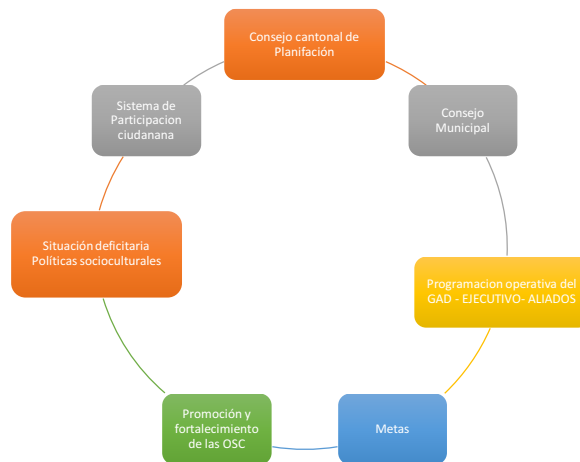 Consejo cantonal de
Planifación
Consejo
Municipal
Programacion operativa del
GAD - EJECUTIVO- ALIADOS
Metas
Promoción y
fortalecimiento
de las OSC
Situación deficitaria
Políticas socioculturales
Sistema de
Participacion
ciudanana